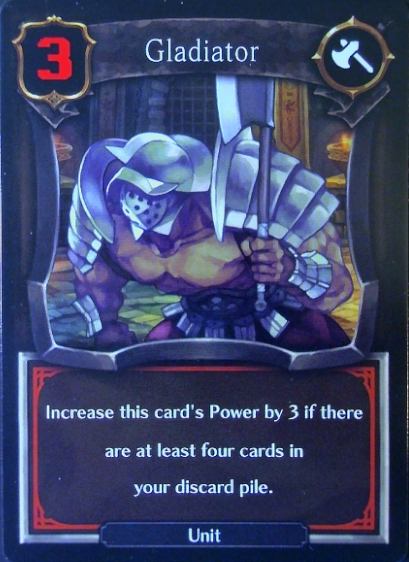 3
Gladiator
Increase this card's Power by 3 if there
are at least four cards in
your discard pile.
Unit